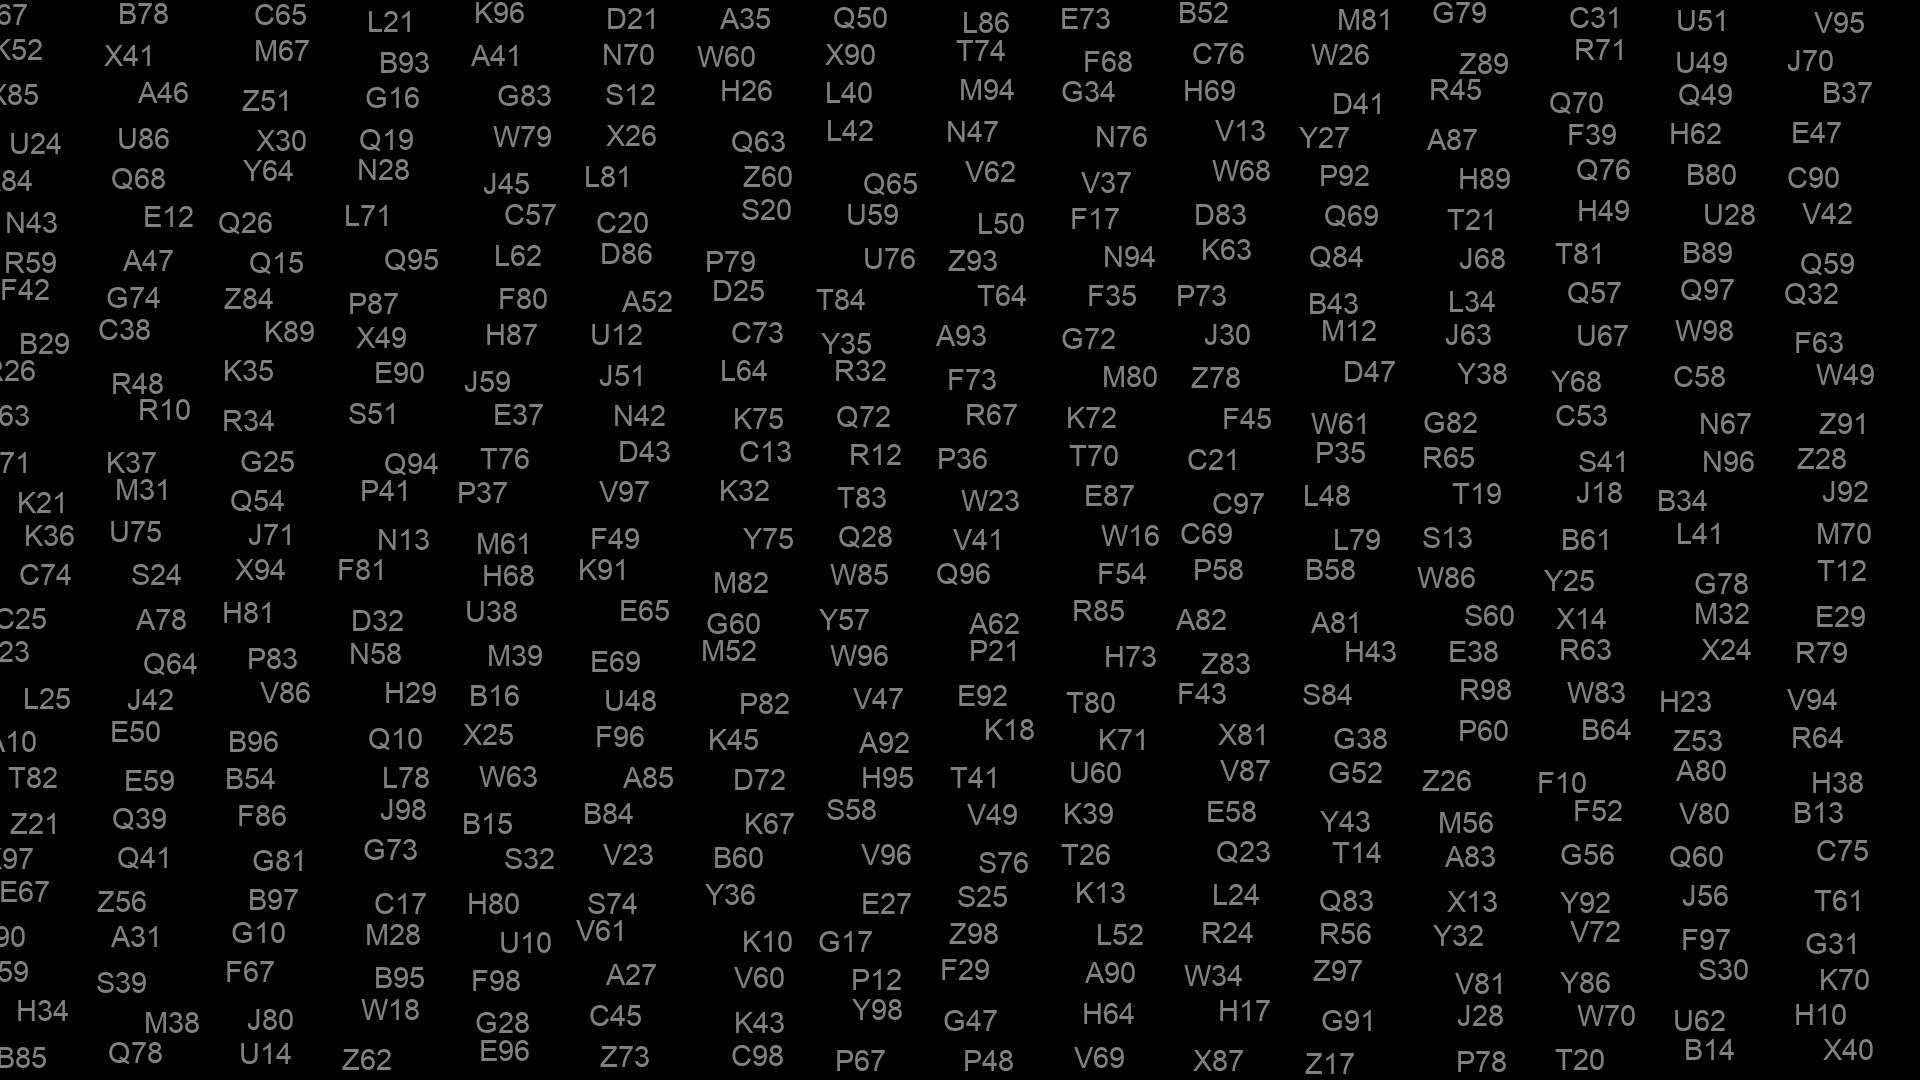 67 B78 C65 L21 K96 D21 A35 Q50 L86 E73 B52 M81 G79 C31 U51 V95
K52 X41 M67 B93 A41 N70 W60 X90 T74 F68 C76 W26 Z89 R71 U49 J70
X85 A46 Z51 G16 G83 S12 H26 L40 M94 G34 H69 D41 R45 Q70 Q49 B37
U24 U86 X30 Q19 W79 X26 Q63 L42 N47 N76 V13 Y27 A87 F39 H62 E47
84 Q68 Y64 N28 J45 L81 Z60 Q65 V62 V37 W68 P92 H89 Q76 B80 C90
N43 E12 Q26 L71 C57 C20 S20 U59 L50 F17 D83 Q69 T21 H49 U28 V42
R59 A47 Q15 Q95 L62 D86 P79 U76 Z93 N94 K63 Q84 J68 T81 B89 Q59
F42 G74 Z84 P87 F80 A52 D25 T84 T64 F35 P73 B43 L34 Q57 Q97 Q32
B29 C38 K89 X49 H87 U12 C73 Y35 A93 G72 J30 M12 J63 U67 W98 F63
R26 R48 K35 E90 J59 J51 L64 R32 F73 M80 Z78 D47 Y38 Y68 C58 W49
63 R10 R34 S51 E37 N42 K75 Q72 R67 K72 F45 W61 G82 C53 N67 Z91
71 K37 G25 Q94 T76 D43 C13 R12 P36 T70 C21 P35 R65 S41 N96 Z28
K21 M31 Q54 P41 P37 V97 K32 T83 W23 E87 C97 L48 T19 J18 B34 J92
K36 U75 J71 N13 M61 F49 Y75 Q28 V41 W16 C69 L79 S13 B61 L41 M70
C74 S24 X94 F81 H68 K91 M82 W85 Q96 F54 P58 B58 W86 Y25 G78 T12
C25 A78 H81 D32 U38 E65 G60 Y57 A62 R85 A82 A81 S60 X14 M32 E29
23 Q64 P83 N58 M39 E69 M52 W96 P21 H73 Z83 H43 E38 R63 X24 R79
L25 J42 V86 H29 B16 U48 P82 V47 E92 T80 F43 S84 R98 W83 H23 V94
A10 E50 B96 Q10 X25 F96 K45 A92 K18 K71 X81 G38 P60 B64 Z53 R64
T82 E59 B54 L78 W63 A85 D72 H95 T41 U60 V87 G52 Z26 F10 A80 H38
Z21 Q39 F86 J98 B15 B84 K67 S58 V49 K39 E58 Y43 M56 F52 V80 B13
97 Q41 G81 G73 S32 V23 B60 V96 S76 T26 Q23 T14 A83 G56 Q60 C75
E67 Z56 B97 C17 H80 S74 Y36 E27 S25 K13 L24 Q83 X13 Y92 J56 T61
90 A31 G10 M28 U10 V61 K10 G17 Z98 L52 R24 R56 Y32 V72 F97 G31
59 S39 F67 B95 F98 A27 V60 P12 F29 A90 W34 Z97 V81 Y86 S30 K70
H34 M38 J80 W18 G28 C45 K43 Y98 G47 H64 H17 G91 J28 W70 U62 H10
B85 Q78 U14 Z62 E96 Z73 C98 P67 P48 V69 X87 Z17 P78 T20 B14 X40